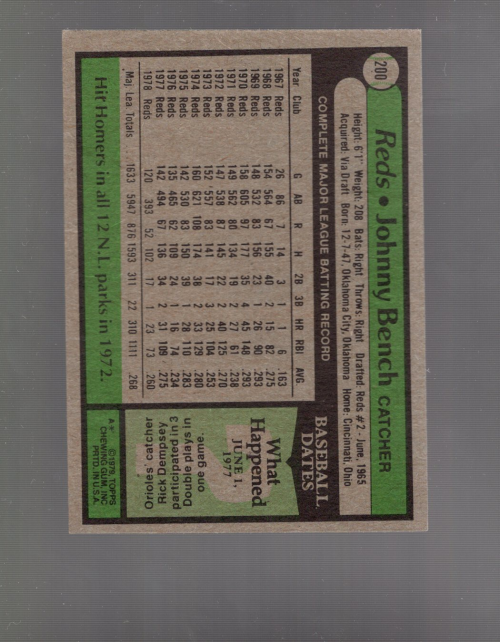 200
Reds • Johnny Bench CATCHER
Height: 6'1" Weight: 208 Bats: Right Throws: Right Drafted Reds #2 - June, 1965
Acquired: Via Draft Born: 12-7-47, Oklahoma City, Oklahoma Home: Cincinnati, Ohio
COMPLETE MAJOR LEAGUE BATTING RECORD
Year Club G AB R H 2B 3B HR RBI AVG.
1967 Reds 26 86 7 14 3 1 1 6 .163
1968 Reds 154 564 67 155 40 2 15 82 .275
1969 Reds 148 532 83 156 23 1 26 90 .293
1970 Reds 158 605 97 177 35 4 45 148 .293
1971 Reds 149 562 80 134 19 2 27 61 .238
1972 Reds 147 538 87 145 22 2 40 125 .270
1973 Reds 152 557 83 141 17 3 25 104 .253
1974 Reds 160 621 108 174 38 2 33 129 .280
1975 Reds 142 530 83 150 39 1 28 110 .283
1976 Reds 135 465 62 109 24 1 16 74 .234
1977 Reds 142 494 67 136 34 2 31 109 .275
1978 Reds 120 393 52 102 17 1 23 73 .260
Maj. Lea. Totals 1633 5947 876 1593 311 22 310 1111 .268
Hit Homers in all 12 N.L. parks in 1972.
BASEBALL
DATES
What
Happened
JUNE 1,
1977
Orioles catcher
Rick Dempsey
participated in 3
Double plays in
one game.
A* © 1979, TOPPS
CHEWING GUM, INC
PRTD. IN U.S.A.